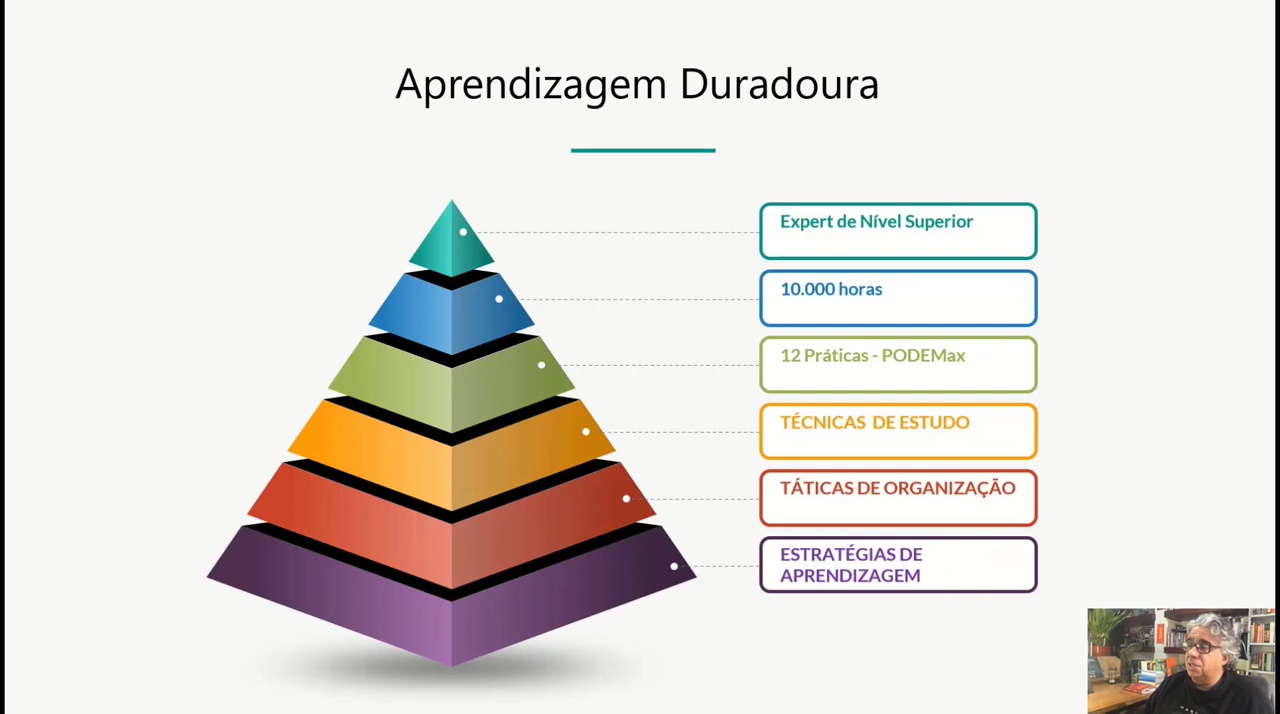 Aprendizagem Duradoura
Expert de Nível Superior
10.000 horas
12 Práticas - PODEMax
TÉCNICAS DE ESTUDO
TÁTICAS DE ORGANIZAÇÃO
ESTRATÉGIAS DE
APRENDIZAGEM